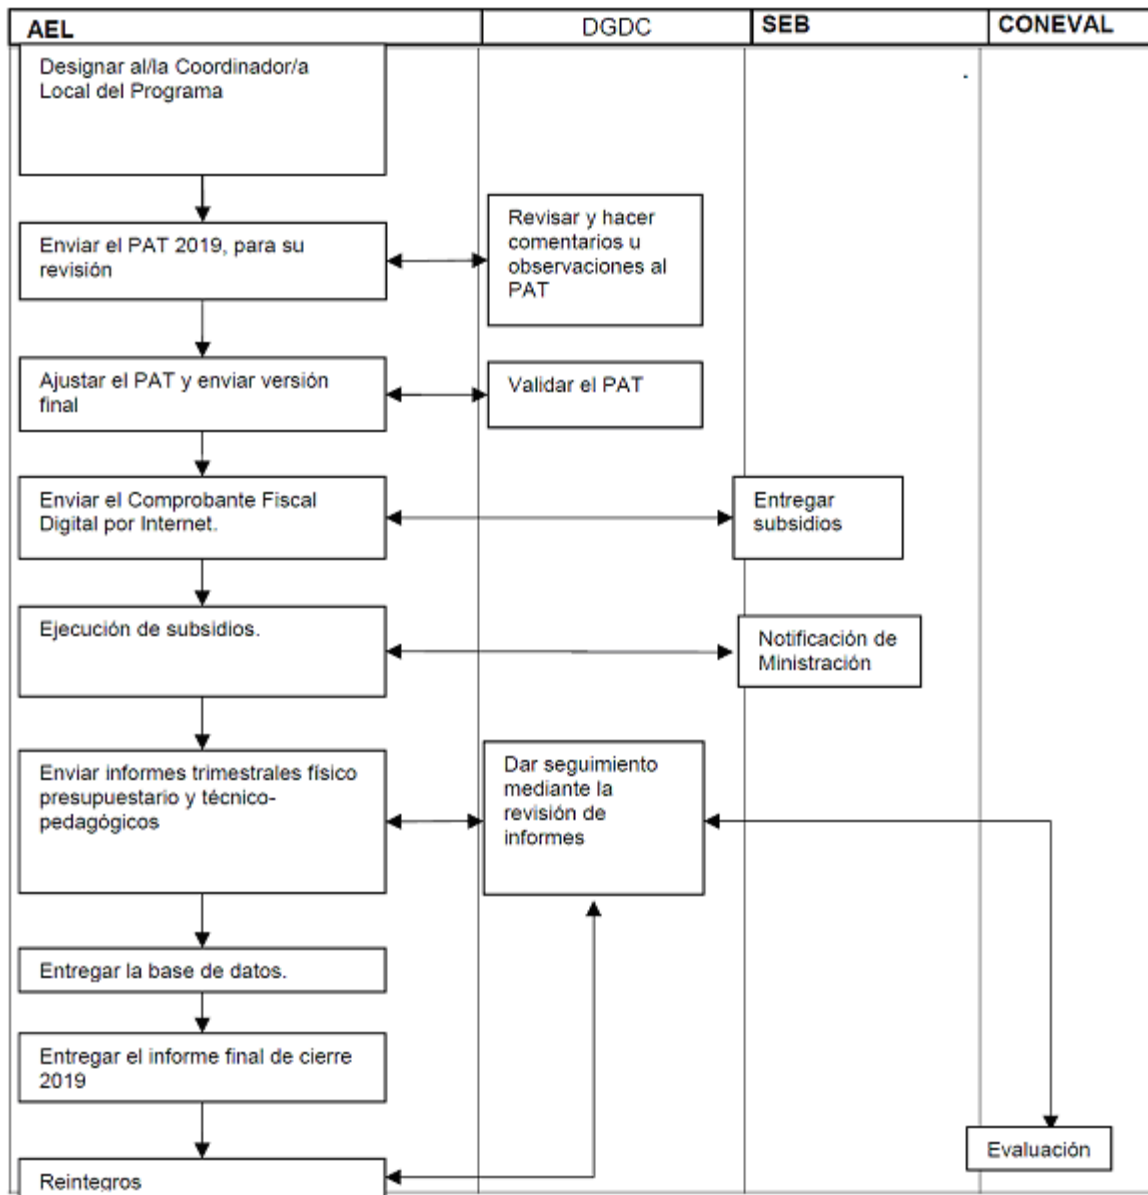 AEL
DGDC
SEB
CONEVAL
Designar al/la Coordinador/a
Local del Programa
Enviar el PAT 2019, para su
revisión
Revisar y hacer
comentarios u
observaciones al
PAT
Ajustar el PAT y enviar versión
final
Validar el PAT
Enviar el Comprobante Fiscal
Digital por Internet.
Entregar
subsidios
Ejecución de subsidios.
Notificación de
Ministración
Enviar informes trimestrales físico
presupuestario y técnico-
pedagógicos
Dar seguimiento
mediante la
revisión de
informes
Entregar la base de datos.
Entregar el informe final de cierre
2019
Evaluación
Reintegros